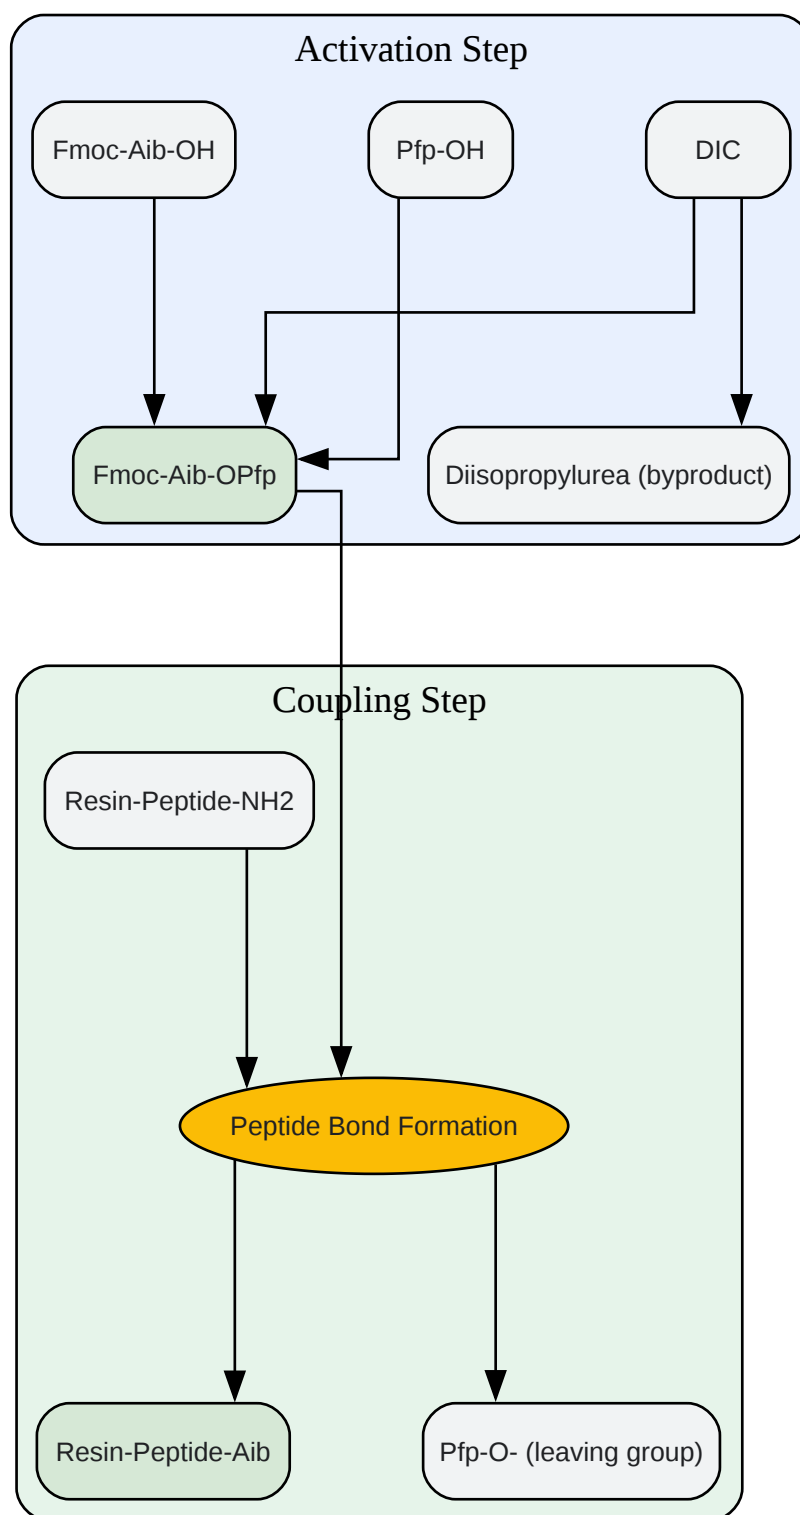 Activation Step
Fmoc-Aib-OH
Pfp-OH
DIC
Fmoc-Aib-OPfp
Diisopropylurea (byproduct)
Coupling Step
Resin-Peptide-NH2
Peptide Bond Formation
Resin-Peptide-Aib
Pfp-O- (leaving group)